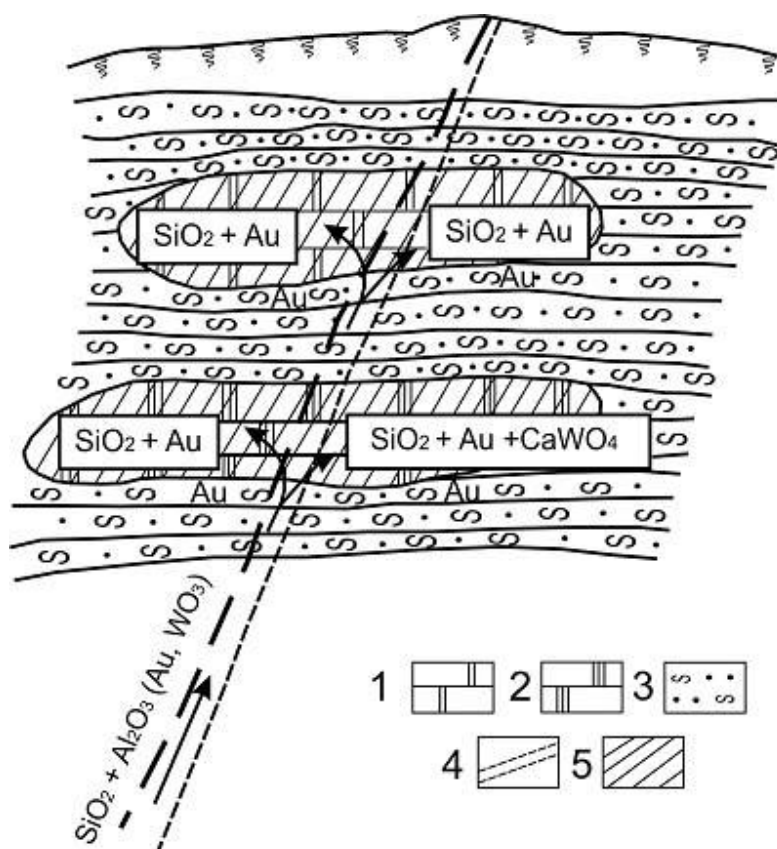 SiO₂ + Au
SiO₂ + Au
Au
Au
SiO₂ + Au
SiO₂ + Au +CaWO₄
Au
Au
SiO₂ + Al₂O₃ (Au, WO₃)
1
2
3
4
5